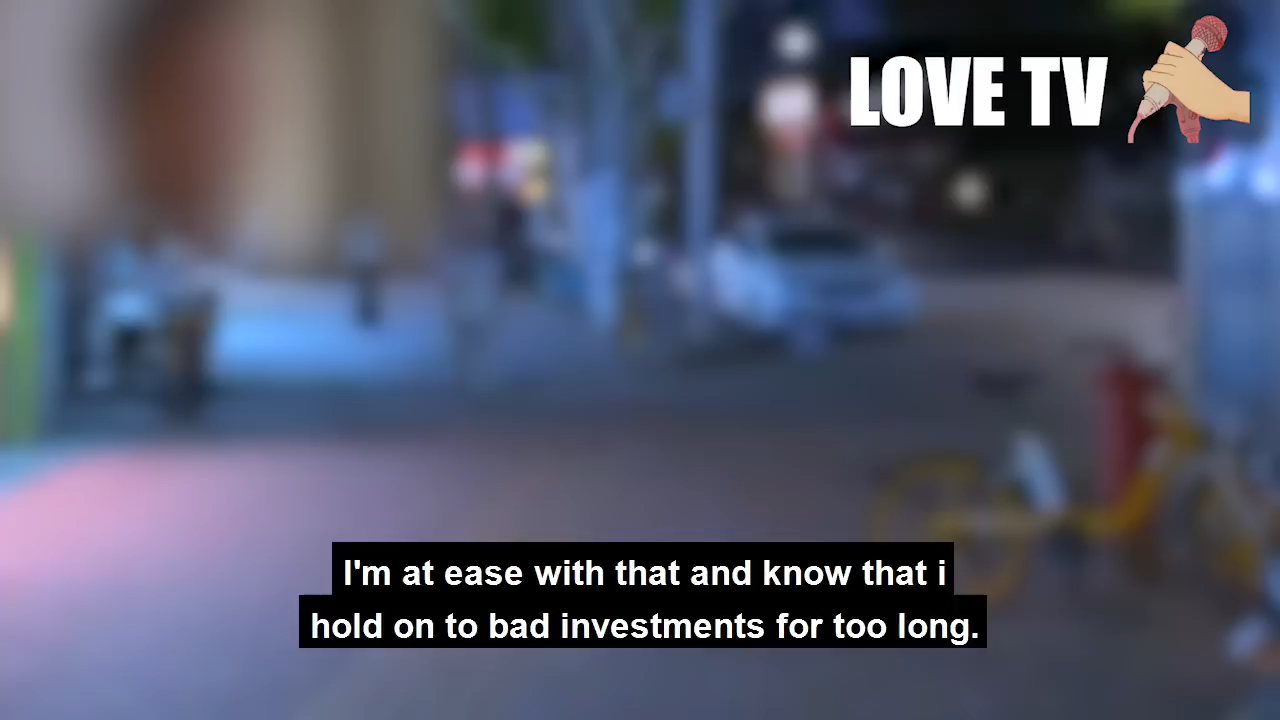 LOVE TV
I'm at ease with that and know that i
hold on to bad investments for too long.